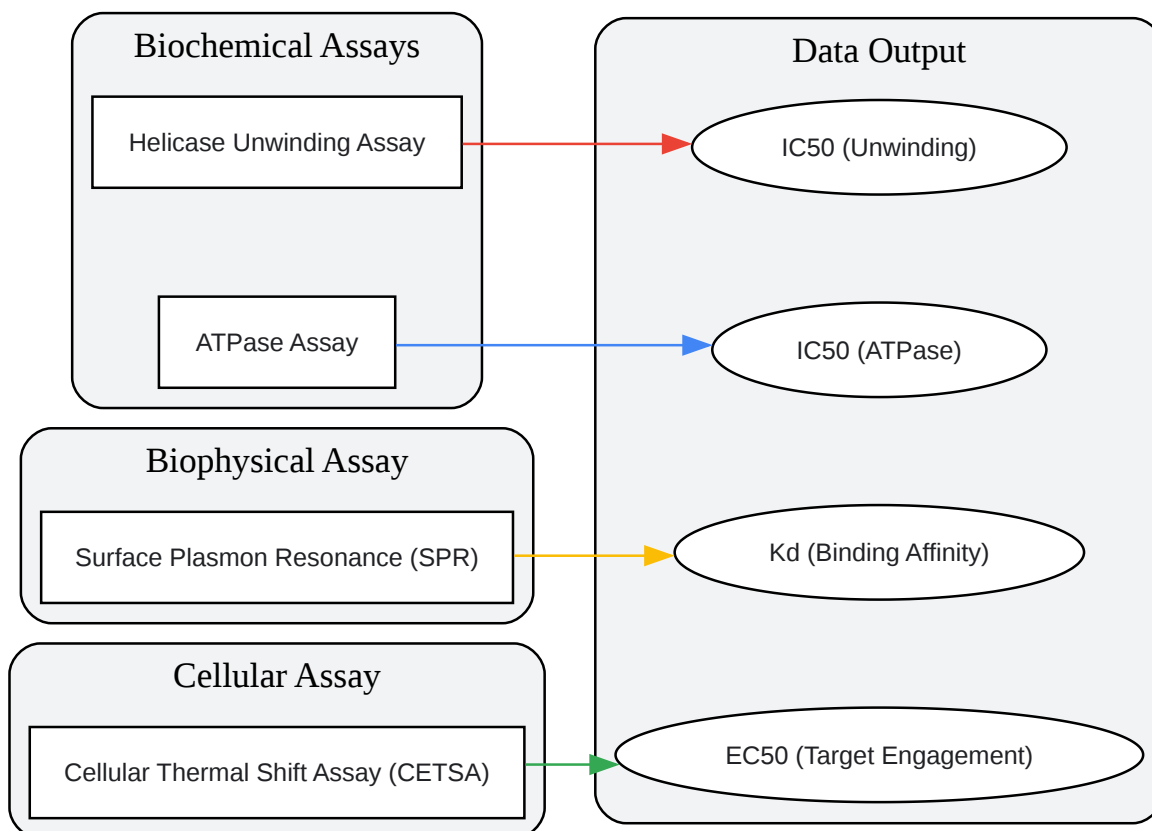 Biochemical Assays
Helicase Unwinding Assay
ATPase Assay
Biophysical Assay
Surface Plasmon Resonance (SPR)
Cellular Assay
Cellular Thermal Shift Assay (CETSA)
Data Output
IC50 (Unwinding)
IC50 (ATPase)
Kd (Binding Affinity)
EC50 (Target Engagement)